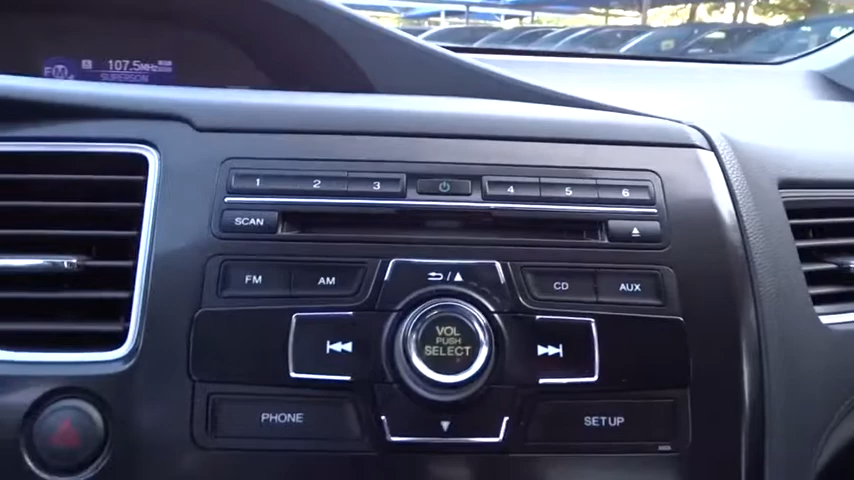 FM
107.5MHz
SUPERSON
1 2 3 4 5 6
SCAN
FM AM CD AUX
VOL
PUSH
SELECT
PHONE SETUP